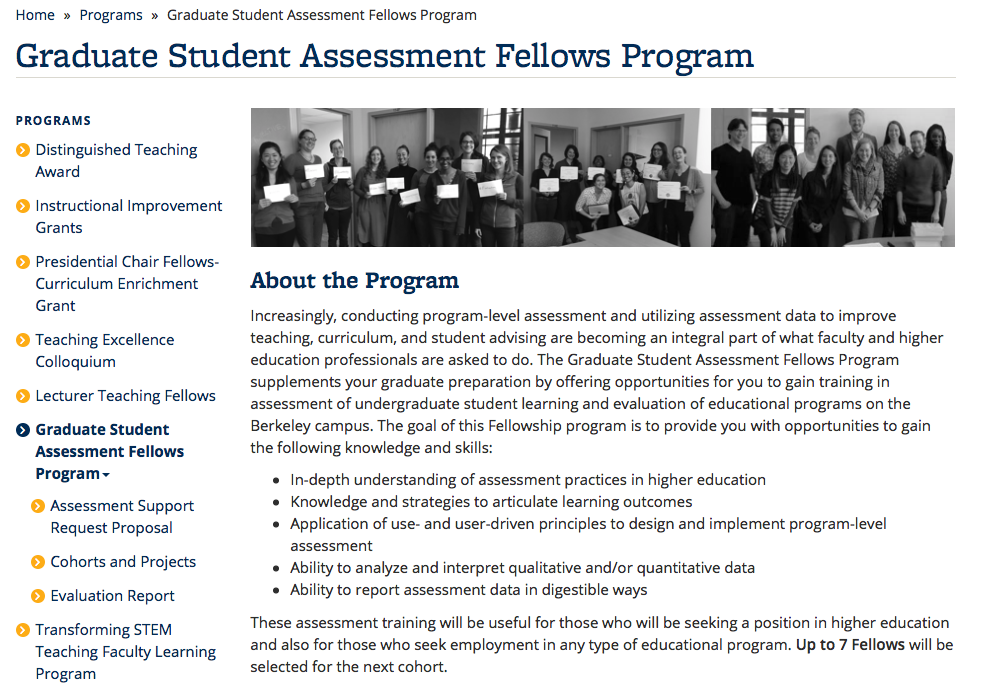 Home » Programs » Graduate Student Assessment Fellows Program
Graduate Student Assessment Fellows Program
PROGRAMS
Distinguished Teaching
Award
Instructional Improvement
Grants
Presidential Chair Fellows-
Curriculum Enrichment
Grant
Teaching Excellence
Colloquium
Lecturer Teaching Fellows
Graduate Student
Assessment Fellows
Program
Assessment Support
Request Proposal
Cohorts and Projects
Evaluation Report
Transforming STEM
Teaching Faculty Learning
Program
About the Program
Increasingly, conducting program-level assessment and utilizing assessment data to improve
teaching, curriculum, and student advising are becoming an integral part of what faculty and higher
education professionals are asked to do. The Graduate Student Assessment Fellows Program
supplements your graduate preparation by offering opportunities for you to gain training in
assessment of undergraduate student learning and evaluation of educational programs on the
Berkeley campus. The goal of this Fellowship program is to provide you with opportunities to gain
the following knowledge and skills:
• In-depth understanding of assessment practices in higher education
• Knowledge and strategies to articulate learning outcomes
• Application of use- and user-driven principles to design and implement program-level
assessment
• Ability to analyze and interpret qualitative and/or quantitative data
• Ability to report assessment data in digestible ways
These assessment training will be useful for those who will be seeking a position in higher education
and also for those who seek employment in any type of educational program. Up to 7 Fellows will be
selected for the next cohort.